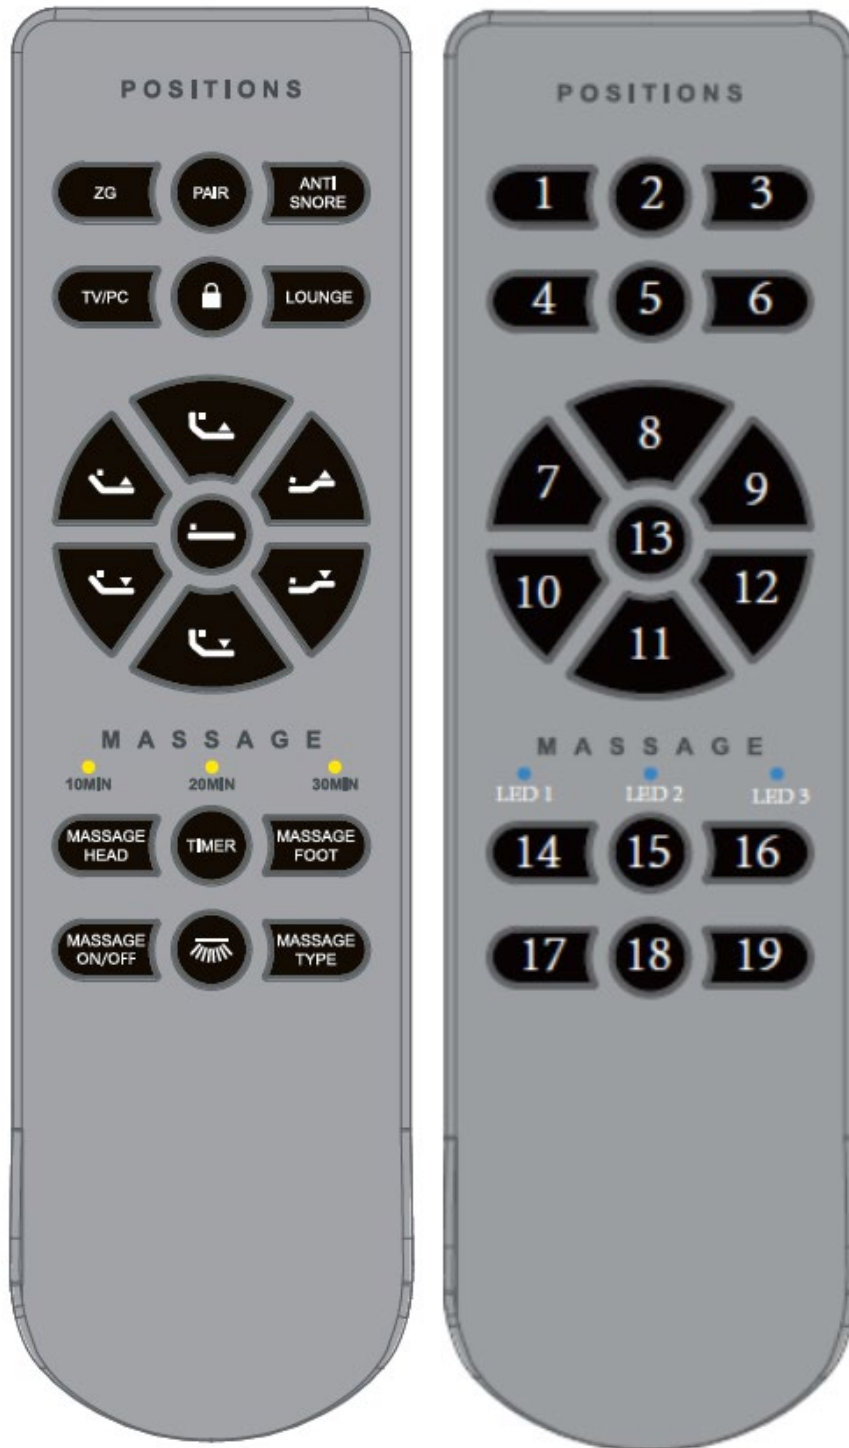 POSITIONS
ZG
PAIR
ANTI
SNORE
TV/PC
LOUNGE
MASSAGE
10MIN
20MIN
30MIN
MASSAGE
HEAD
TIMER
MASSAGE
FOOT
MASSAGE
ON/OFF
MASSAGE
TYPE
POSITIONS
1
2
3
4
5
6
7
8
9
10
11
12
13
MASSAGE
LED 1
LED 2
LED 3
14
15
16
17
18
19